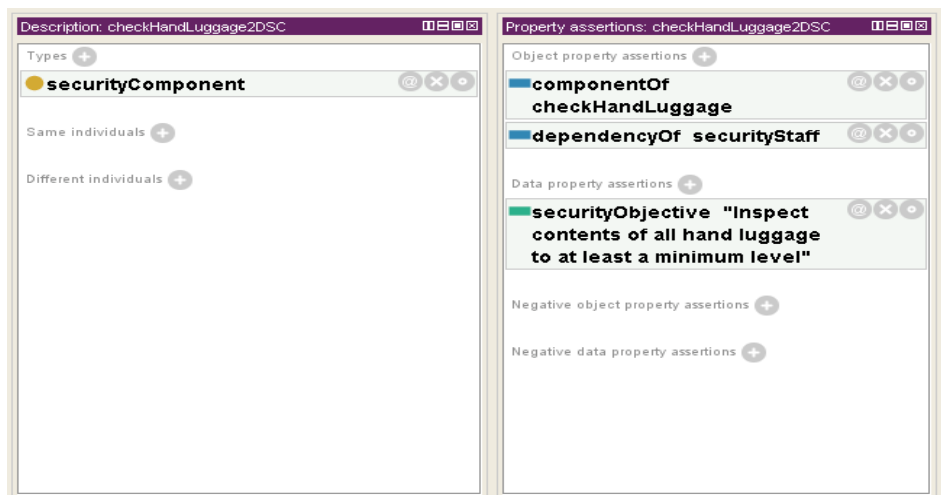 Description: checkHandLuggage2DSC
Types
securityComponent
Same individuals
Different individuals
Property assertions: checkHandLuggage2DSC
Object property assertions
componentOf
checkHandLuggage
dependencyOf securityStaff
Data property assertions
securityObjective "Inspect
contents of all hand luggage
to at least a minimum level"
Negative object property assertions
Negative data property assertions